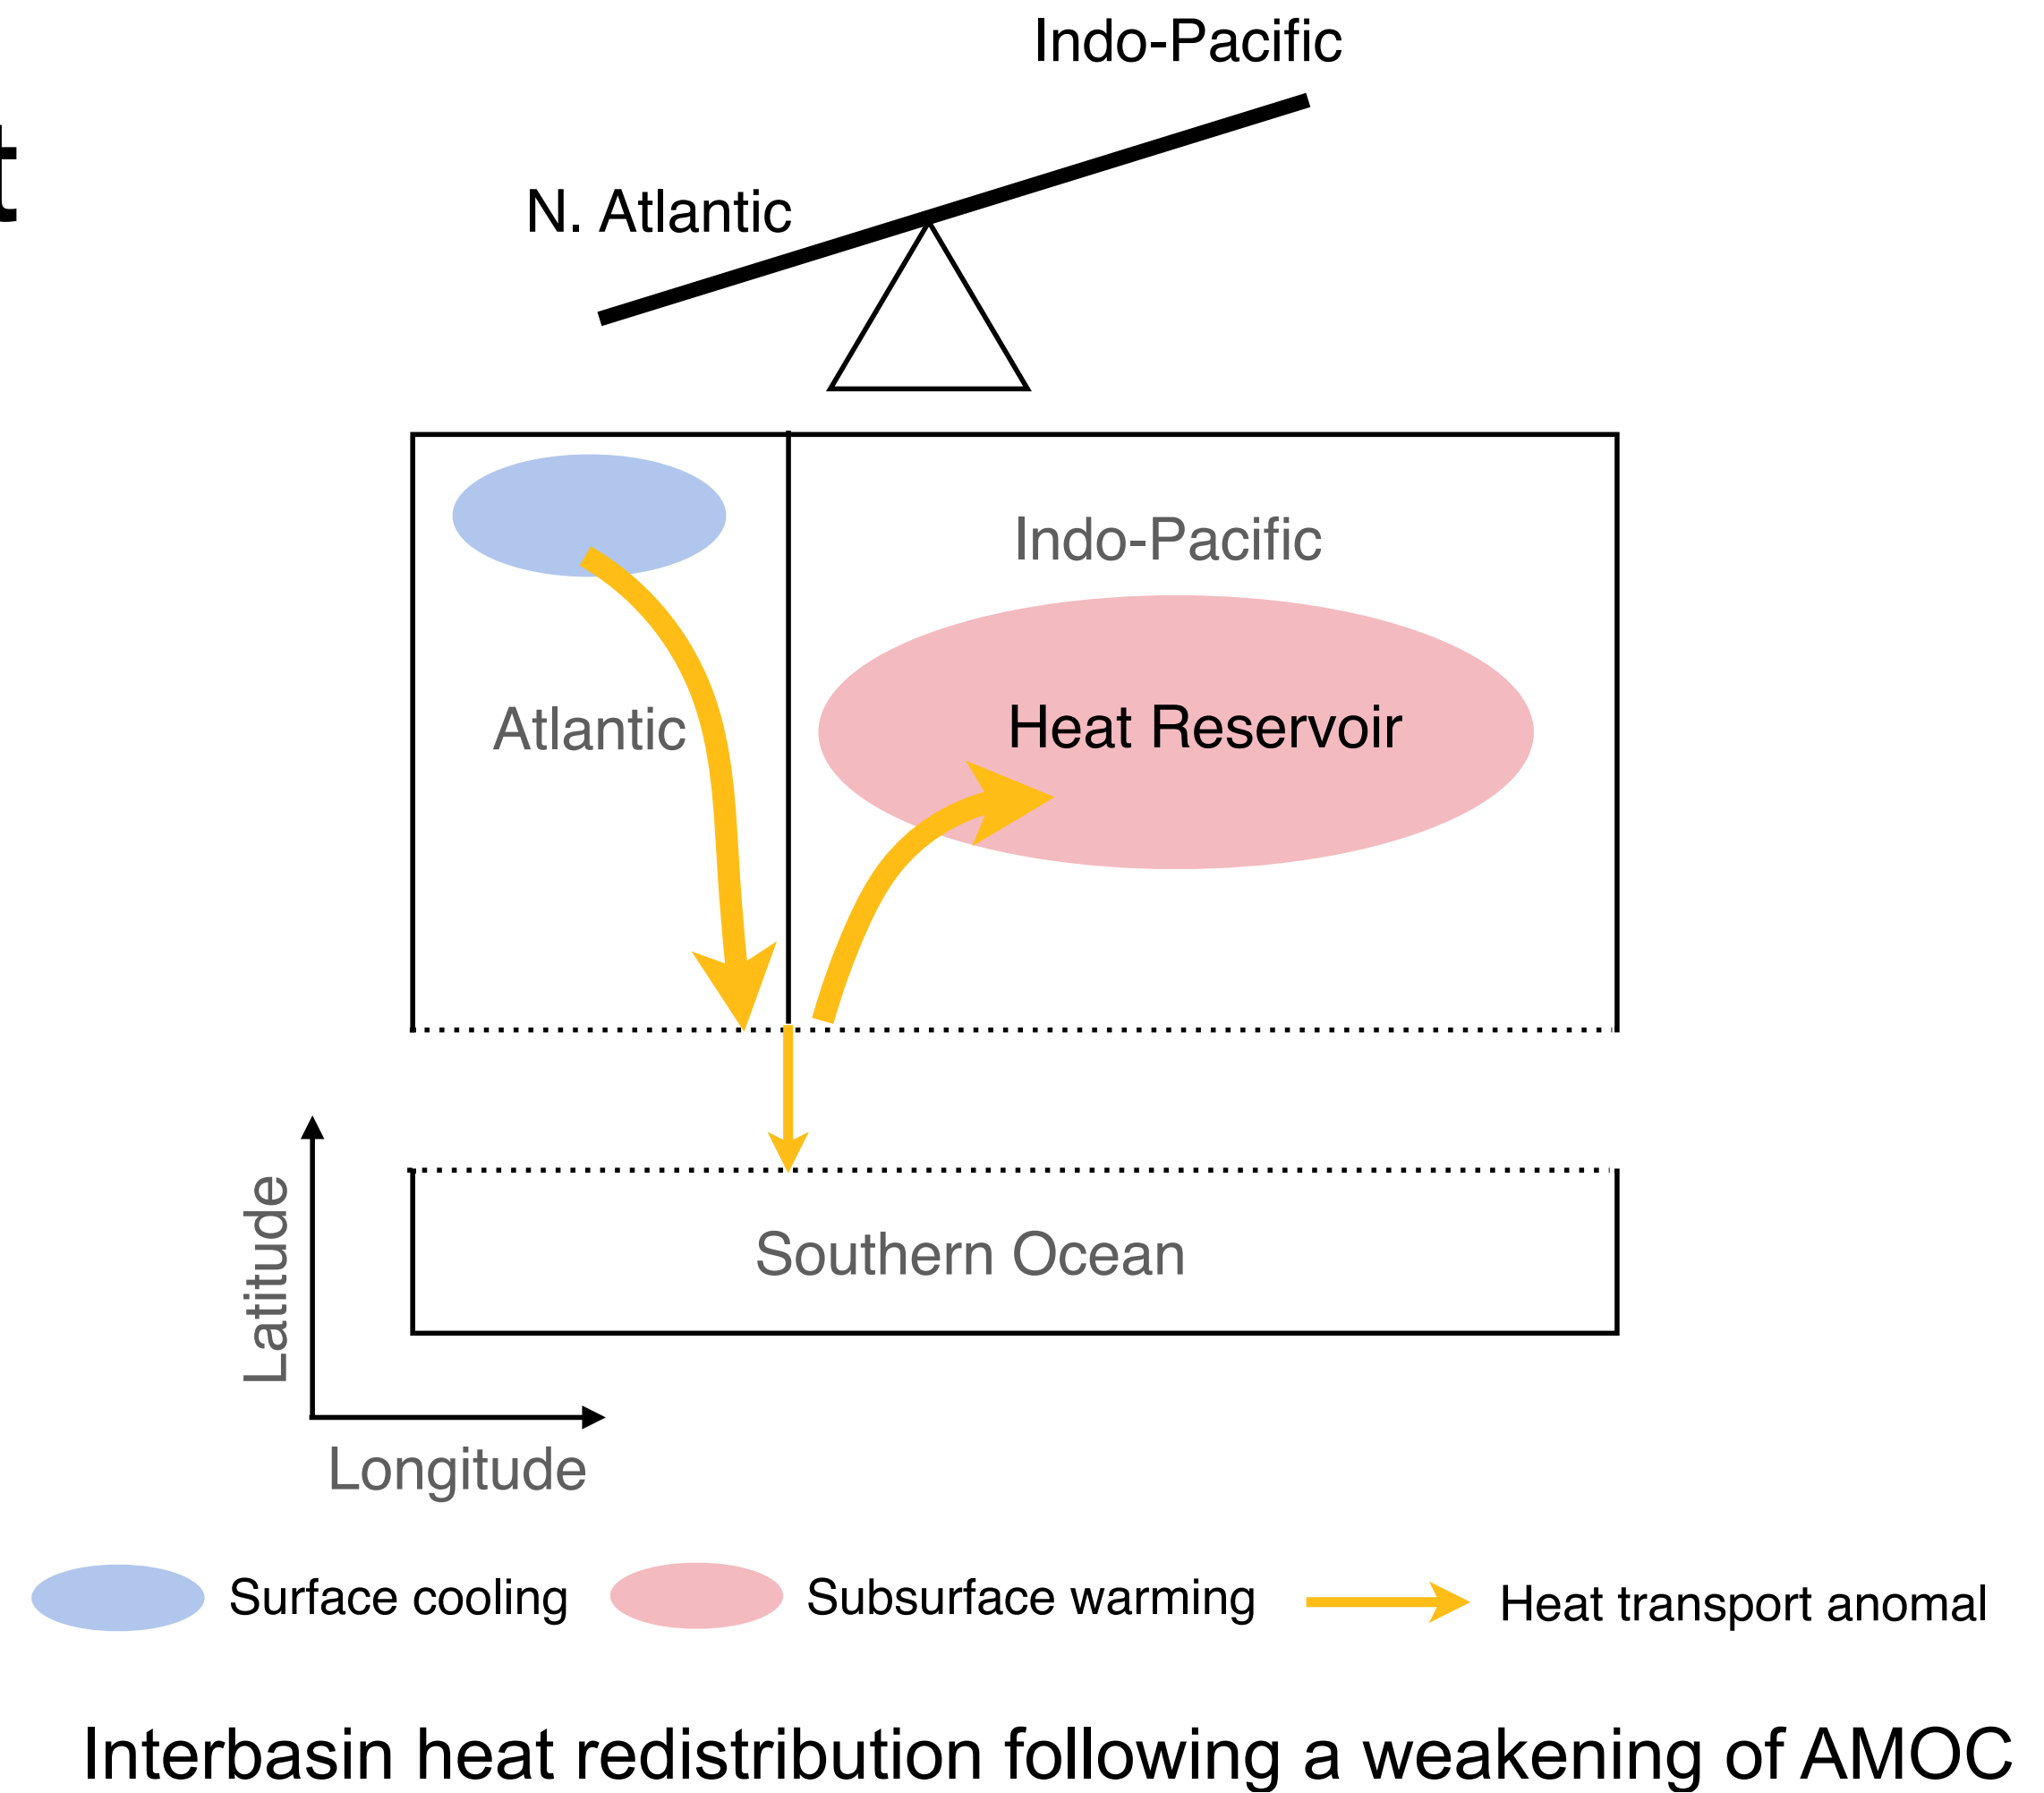 t
Indo-Pacific
N. Atlantic
Indo-Pacific
Atlantic
Heat Reservoir
Southern Ocean
Latitude
Longitude
Surface cooling
Subsurface warming
Heat transport anomal
Interbasin heat redistribution following a weakening of AMOC